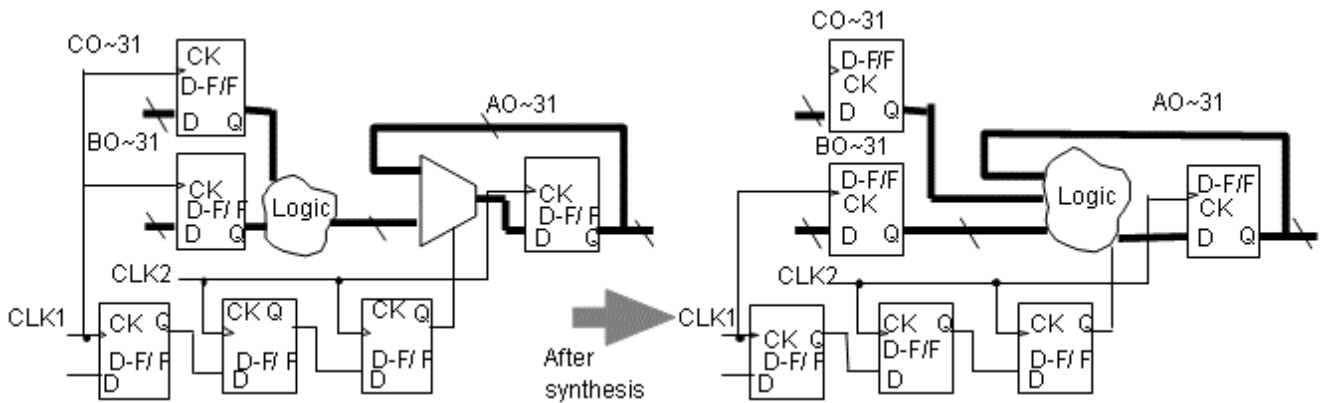 CO~31
CK
D-F/F
D Q
AO~31
BO~31
CK
D-F/ F
D Q
Logic
CK
D-F/ F
D Q
CLK2
CLK1
CK Q
D-F/ F
D
CK Q
D-F/ F
D
CK Q
D-F/ F
D
After
synthesis
CO~31
D-F/F
CK
D Q
AO~31
BO~31
D-F/F
CK
D Q
Logic
D-F/F
CK
D Q
CLK2
CLK1
CK Q
D-F/ F
D
CK Q
D-F/F
D
CK Q
D-F/F
D